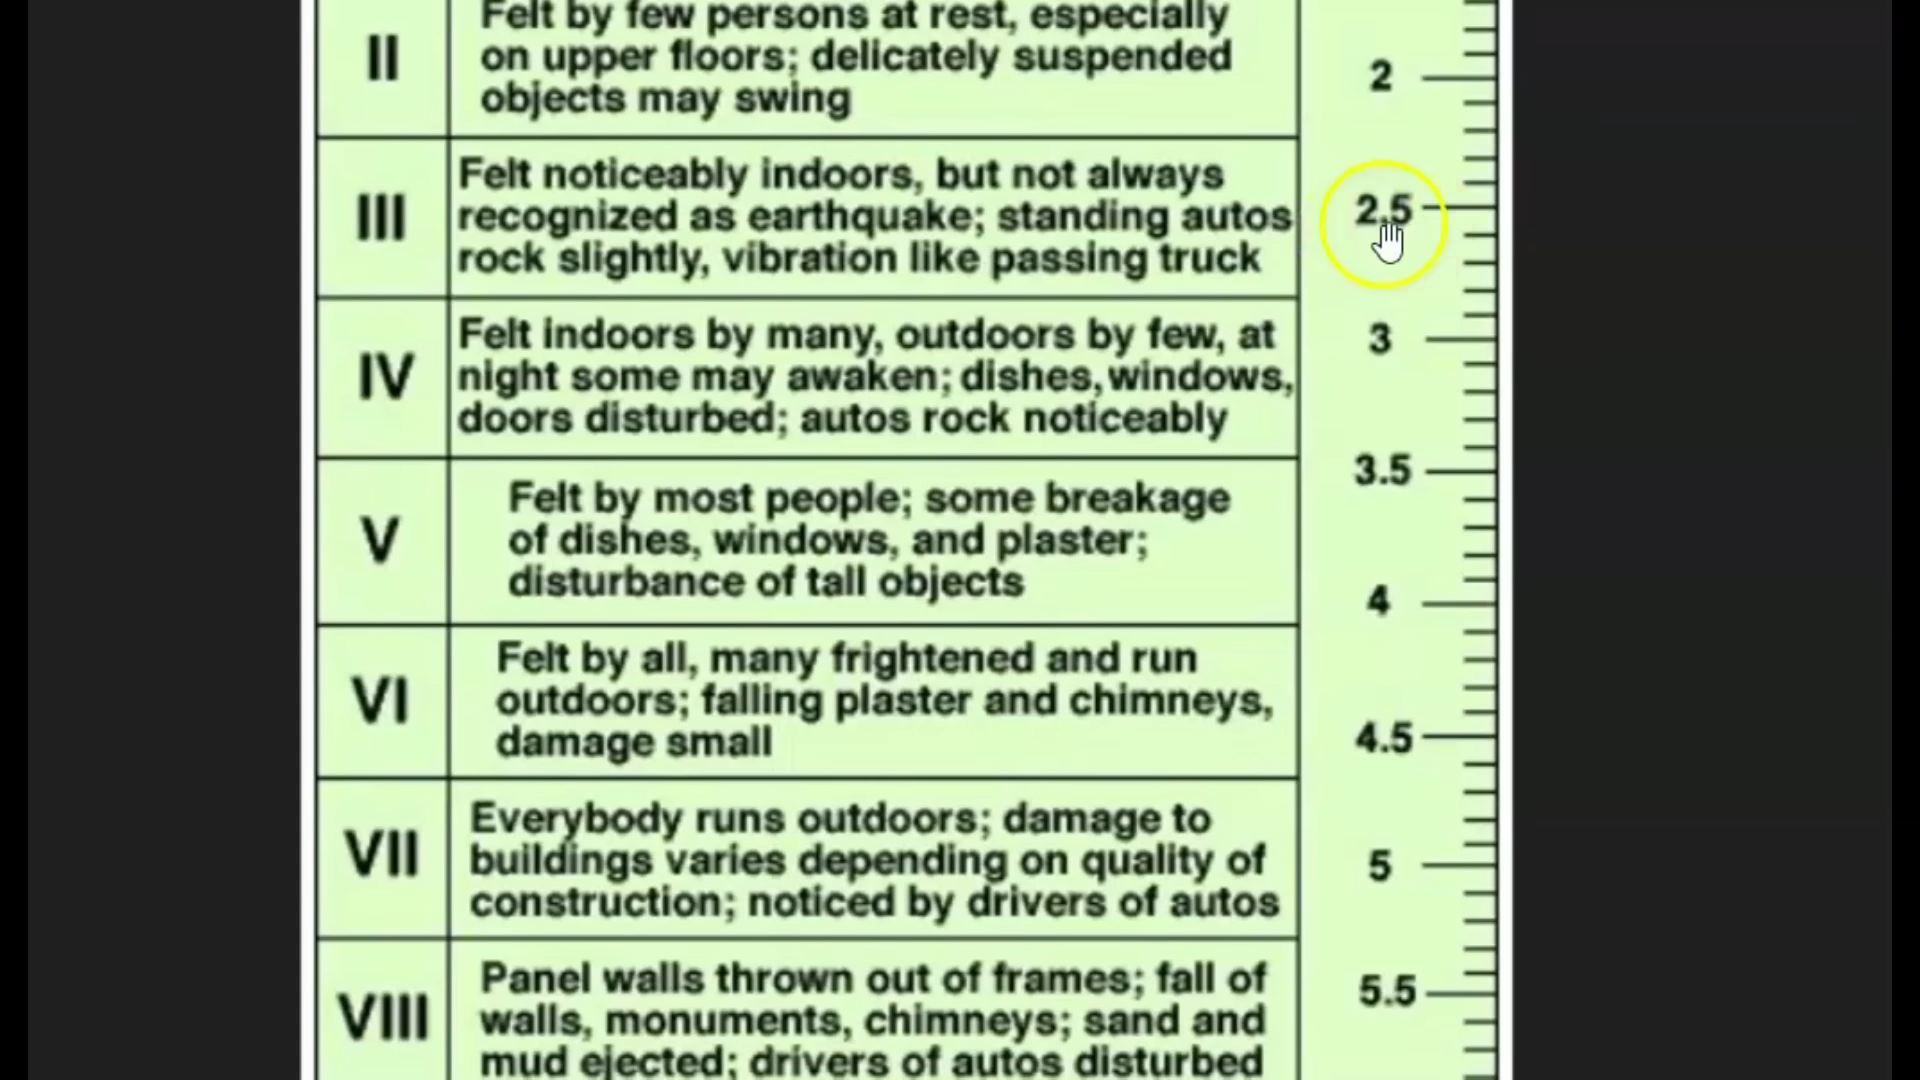 II
Felt by few persons at rest, especially
on upper floors; delicately suspended
objects may swing
2
III
Felt noticeably indoors, but not always
recognized as earthquake; standing autos
rock slightly, vibration like passing truck
2.5
IV
Felt indoors by many, outdoors by few, at
night some may awaken; dishes, windows,
doors disturbed; autos rock noticeably
3
3.5
V
Felt by most people; some breakage
of dishes, windows, and plaster;
disturbance of tall objects
4
VI
Felt by all, many frightened and run
outdoors; falling plaster and chimneys,
damage small
4.5
VII
Everybody runs outdoors; damage to
buildings varies depending on quality of
construction; noticed by drivers of autos
5
VIII
Panel walls thrown out of frames; fall of
walls, monuments, chimneys; sand and
mud ejected; drivers of autos disturbed
5.5